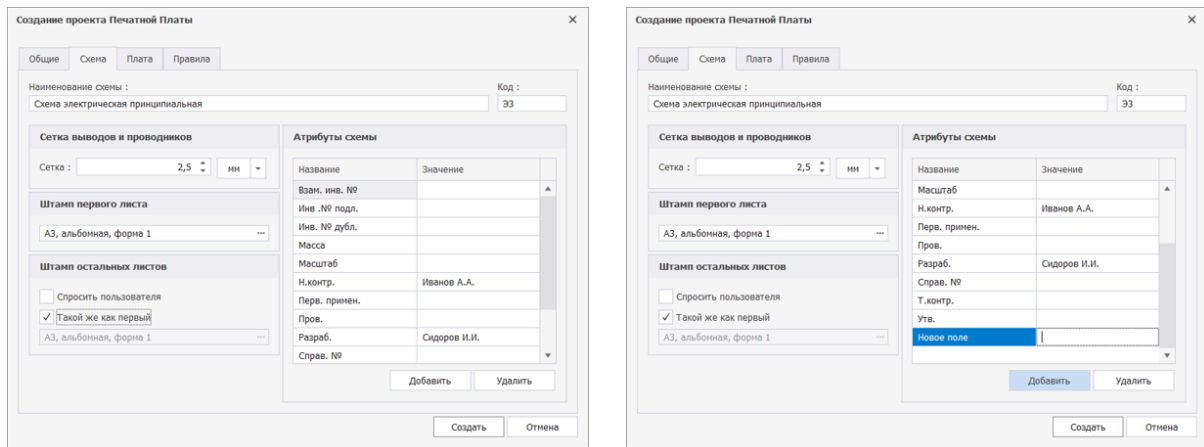 Создание проекта Печатной Платы
Общие Схема Плата Правила
Наименование схемы : Код :
Схема электрическая принципиальная Э3
Сетка выводов и проводников
Сетка : 2,5 мм
Штамп первого листа
А3, альбомная, форма 1 ...
Штамп остальных листов
Спросить пользователя
Такой же как первый
А3, альбомная, форма 1 ...
Атрибуты схемы
Название Значение
Взам. инв. №
Инв .№ подл.
Инв. № дубл.
Масса
Масштаб
Н.контр. Иванов А.А.
Перв. примен.
Пров.
Разраб. Сидоров И.И.
Справ. №
Добавить Удалить
Создать Отмена
Создание проекта Печатной Платы
Общие Схема Плата Правила
Наименование схемы : Код :
Схема электрическая принципиальная Э3
Сетка выводов и проводников
Сетка : 2,5 мм
Штамп первого листа
А3, альбомная, форма 1 ...
Штамп остальных листов
Спросить пользователя
Такой же как первый
А3, альбомная, форма 1 ...
Атрибуты схемы
Название Значение
Масштаб
Н.контр. Иванов А.А.
Перв. примен.
Пров.
Разраб. Сидоров И.И.
Справ. №
Т.контр.
Утв.
Новое поле
Добавить Удалить
Создать Отмена